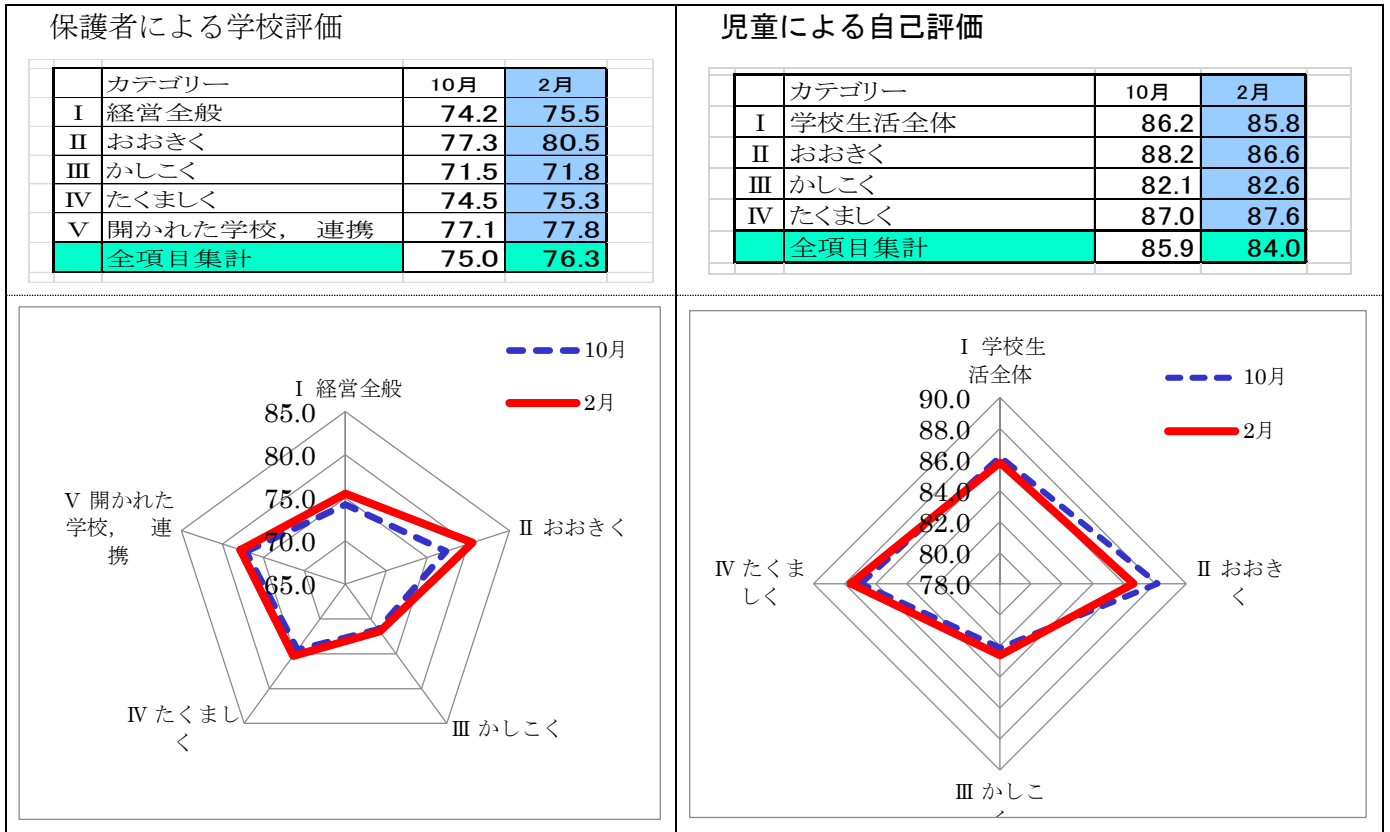 保護者による学校評価
カテゴリー 10月 2月
Ⅰ 経営全般 74.2 75.5
Ⅱ おおきく 77.3 80.5
Ⅲ かしこく 71.5 71.8
Ⅳ たくましく 74.5 75.3
Ⅴ 開かれた学校， 連携 77.1 77.8
全項目集計 75.0 76.3
児童による自己評価
カテゴリー 10月 2月
Ⅰ 学校生活全体 86.2 85.8
Ⅱ おおきく 88.2 86.6
Ⅲ かしこく 82.1 82.6
Ⅳ たくましく 87.0 87.6
全項目集計 85.9 84.0
10月
2月
Ⅰ 経営全般
85.0
80.0
75.0
70.0
65.0
Ⅱ おおきく
Ⅲ かしこく
Ⅳ たくまし
く
Ⅴ 開かれた
学校， 連
携
10月
2月
Ⅰ 学校生
活全体
90.0
88.0
86.0
84.0
82.0
80.0
78.0
Ⅱ おおき
く
Ⅲ かしこ
Ⅳ たくま
しく